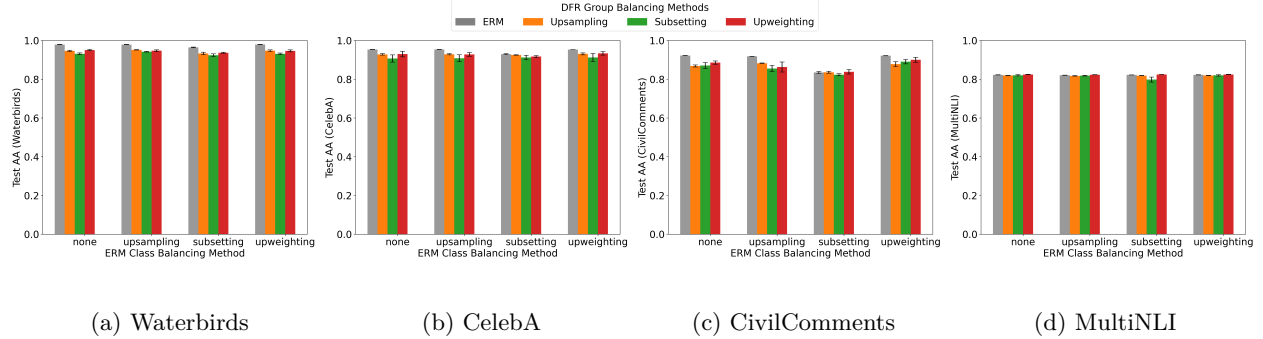 DFR Group Balancing Methods
ERM Upsampling Subsetting Upweighting
1.0
0.8
0.6
0.4
0.2
0.0
Test AA (Waterbirds)
none upsampling subsetting upweighting
ERM Class Balancing Method
1.0
0.8
0.6
0.4
0.2
0.0
Test AA (CelebA)
none upsampling subsetting upweighting
ERM Class Balancing Method
1.0
0.8
0.6
0.4
0.2
0.0
Test AA (CivilComments)
none upsampling subsetting upweighting
ERM Class Balancing Method
1.0
0.8
0.6
0.4
0.2
0.0
Test AA (MultiNLI)
none upsampling subsetting upweighting
ERM Class Balancing Method
(a) Waterbirds
(b) CelebA
(c) CivilComments
(d) MultiNLI